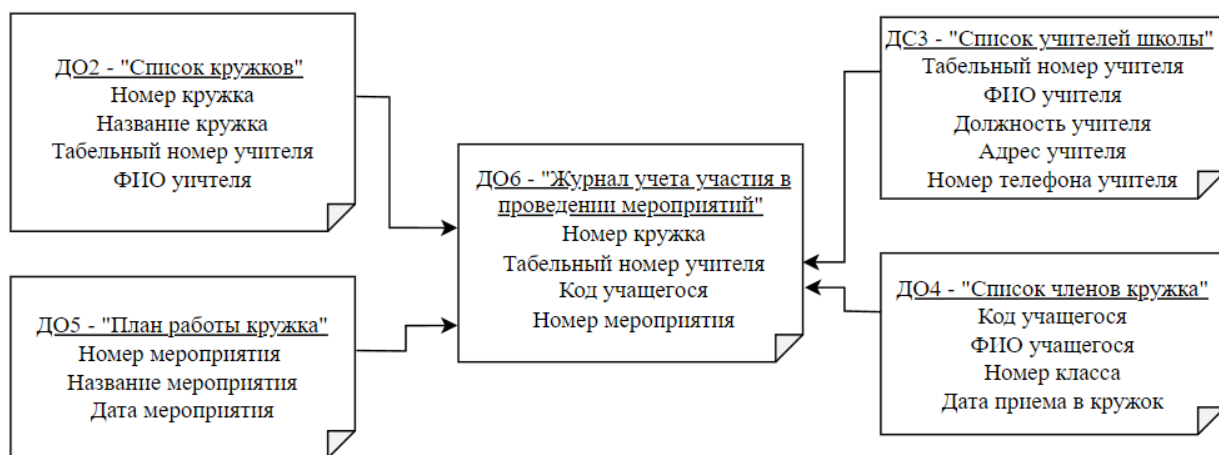 ДО2 - "Список кружков"
Номер кружка
Название кружка
Табельный номер учителя
ФИО уичтеля
ДО5 - "План работы кружка"
Номер мероприятия
Название мероприятия
Дата мероприятия
ДО6 - "Журнал учета участия в
проведении мероприятий"
Номер кружка
Табельный номер учителя
Код учащегося
Номер мероприятия
ДС3 - "Список учителей школы"
Табельный номер учителя
ФИО учителя
Должность учителя
Адрес учителя
Номер телефона учителя
ДО4 - "Список членов кружка"
Код учащегося
ФИО учащегося
Номер класса
Дата приема в кружок